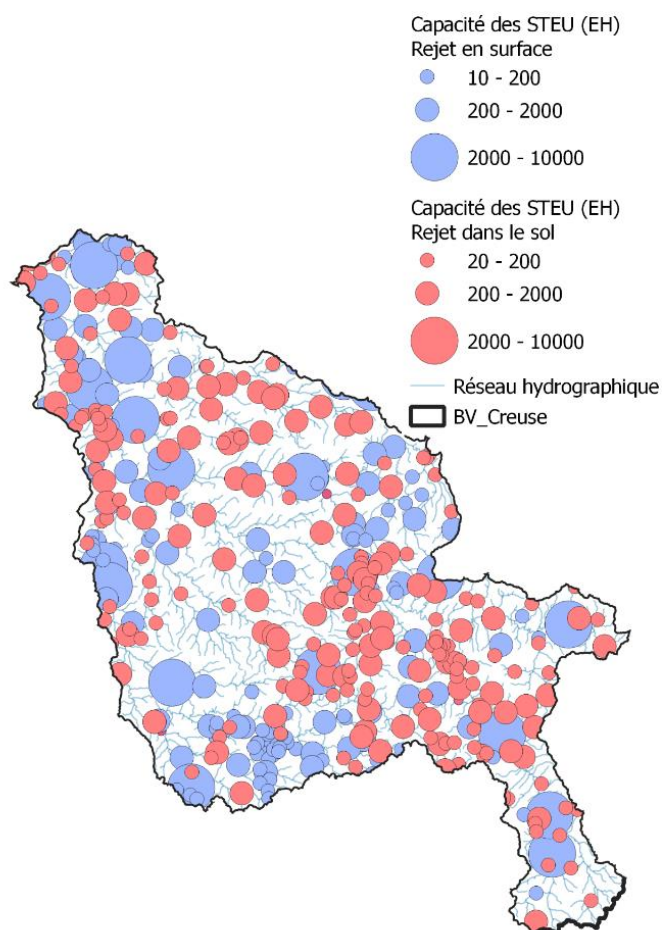 Capacité des STEU (EH)
Rejet en surface
10 - 200
200 - 2000
2000 - 10000
Capacité des STEU (EH)
Rejet dans le sol
20 - 200
200 - 2000
2000 - 10000
Réseau hydrographique
BV_Creuse